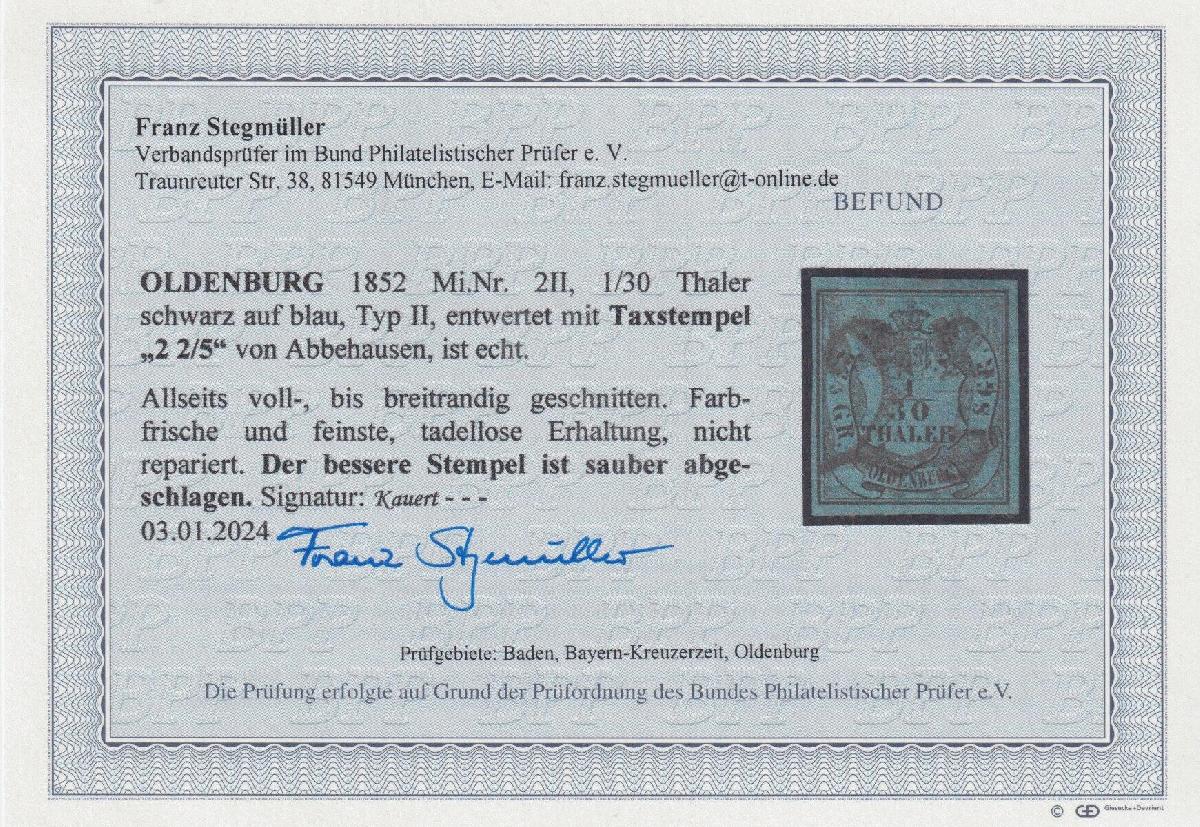 Franz Stegmüller
Verbandsprüfer im Bund Philatelistischer Prüfer e. V.
Traunreuter Str. 38, 81549 München, E-Mail: franz.stegmueller@t-online.de
BEFUND
OLDENBURG 1852 Mi.Nr. 2II, 1/30 Thaler
schwarz auf blau, Typ II, entwertet mit Taxstempel
„2 2/5“ von Abbehausen, ist echt.
Allseits voll-, bis breitrandig geschnitten. Farb-
frische und feinste, tadellose Erhaltung, nicht
repariert. Der bessere Stempel ist sauber abge-
schlagen. Signatur: Kauert - - -
03.01.2024 Franz Stegmüller
1
30
THALER
OLDENBURG
Prüfgebiete: Baden, Bayern-Kreuzerzeit, Oldenburg
Die Prüfung erfolgte auf Grund der Prüfordnung des Bundes Philatelistischer Prüfer e.V.
© GD Giesecke+Devrient